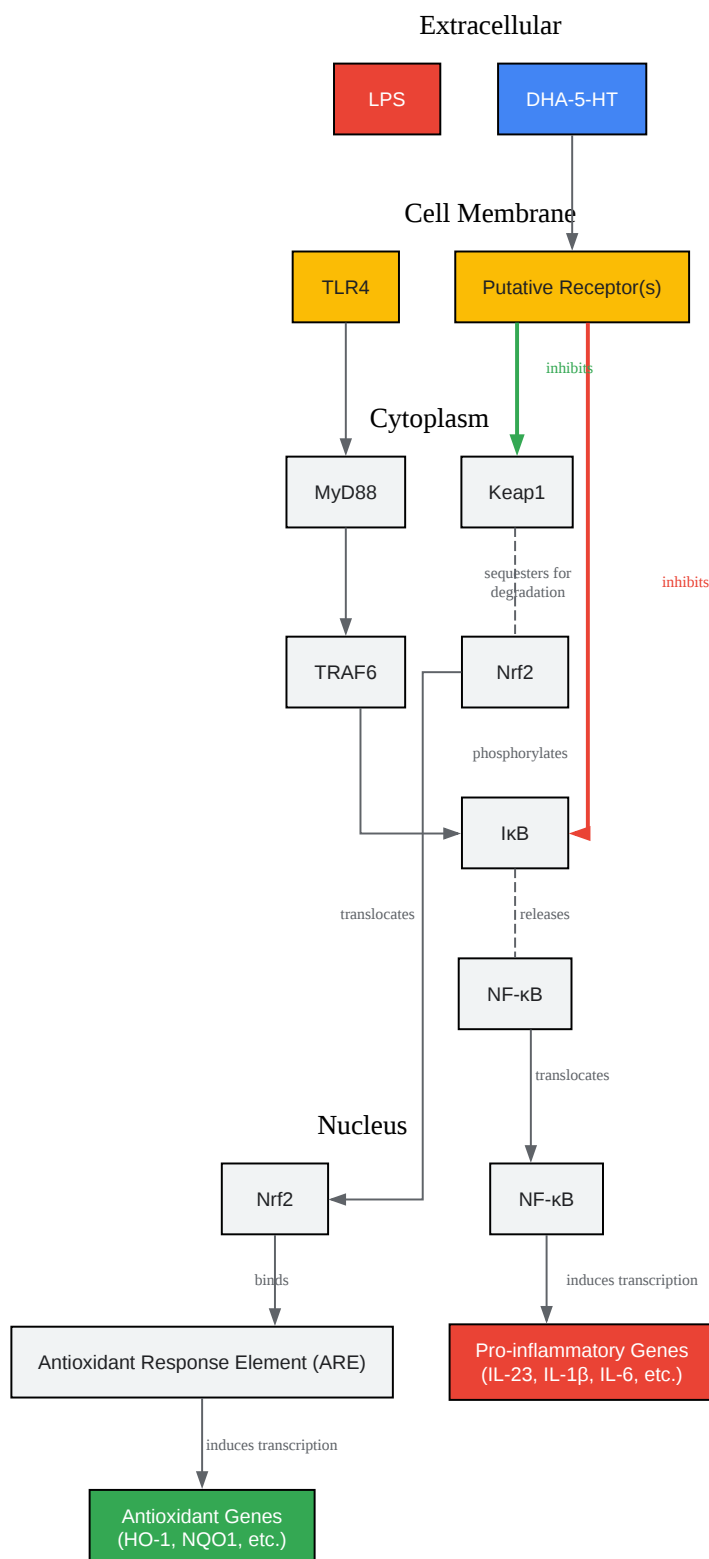 Extracellular
LPS
DHA-5-HT
Cell Membrane
TLR4
Putative Receptor(s)
inhibits
Cytoplasm
MyD88
Keap1
sequesters for
degradation
inhibits
TRAF6
Nrf2
phosphorylates
IκB
translocates
releases
NF-κB
translocates
Nucleus
Nrf2
NF-κB
binds
induces transcription
Antioxidant Response Element (ARE)
Pro-inflammatory Genes
(IL-23, IL-1β, IL-6, etc.)
induces transcription
Antioxidant Genes
(HO-1, NQO1, etc.)